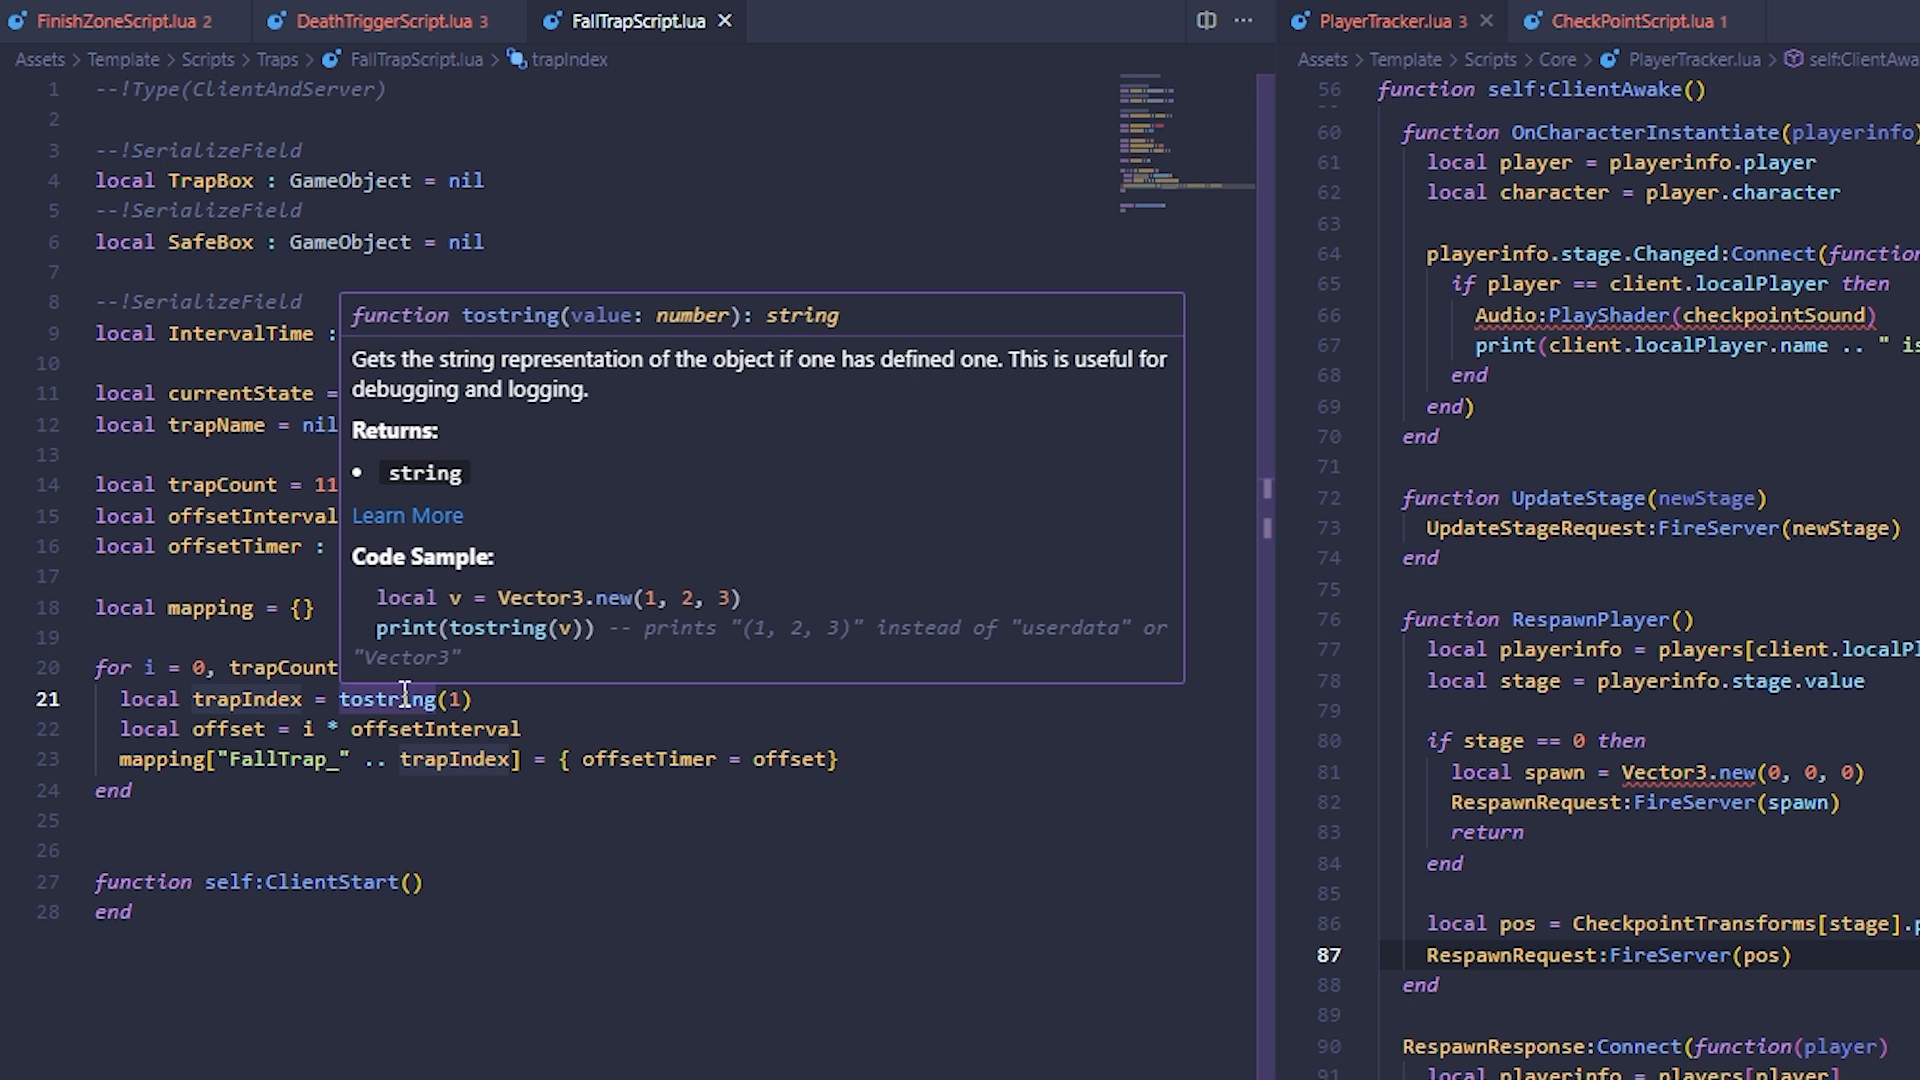 FinishZoneScript.lua 2
DeathTriggerScript.lua 3
FallTrapScript.lua
Assets > Template > Scripts > Traps > FallTrapScript.lua > trapIndex
1 --!Type(ClientAndServer)
2
3 --!SerializeField
4 local TrapBox : GameObject = nil
5 --!SerializeField
6 local SafeBox : GameObject = nil
7
8 --!SerializeField
9 local IntervalTime :
10
11 local currentState =
12 local trapName = nil
13
14 local trapCount = 11
15 local offsetInterval
16 local offsetTimer :
17
18 local mapping = {}
19
20 for i = 0, trapCount
21 local trapIndex = tostring(1)
22 local offset = i * offsetInterval
23 mapping["FallTrap_" .. trapIndex] = { offsetTimer = offset}
24 end
25
26
27 function self:ClientStart()
28 end
function tostring(value: number): string
Gets the string representation of the object if one has defined one. This is useful for
debugging and logging.
Returns:
• string
Learn More
Code Sample:
local v = Vector3.new(1, 2, 3)
print(tostring(v)) -- prints "(1, 2, 3)" instead of "userdata" or
"Vector3"
PlayerTracker.lua 3
CheckPointScript.lua 1
Assets > Template > Scripts > Core > PlayerTracker.lua > self:ClientAwa
56 function self:ClientAwake()
60 function OnCharacterInstantiate(playerinfo)
61 local player = playerinfo.player
62 local character = player.character
63
64 playerinfo.stage.Changed:Connect(function
65 if player == client.localPlayer then
66 Audio:PlayShader(checkpointSound)
67 print(client.localPlayer.name .. " is
68 end
69 end)
70 end
71
72 function UpdateStage(newStage)
73 UpdateStageRequest:FireServer(newStage)
74 end
75
76 function RespawnPlayer()
77 local playerinfo = players[client.localPl
78 local stage = playerinfo.stage.value
79
80 if stage == 0 then
81 local spawn = Vector3.new(0, 0, 0)
82 RespawnRequest:FireServer(spawn)
83 return
84 end
85
86 local pos = CheckpointTransforms[stage].p
87 RespawnRequest:FireServer(pos)
88 end
89
90 RespawnResponse:Connect(function(player)
91 local playerinfo = players[player]